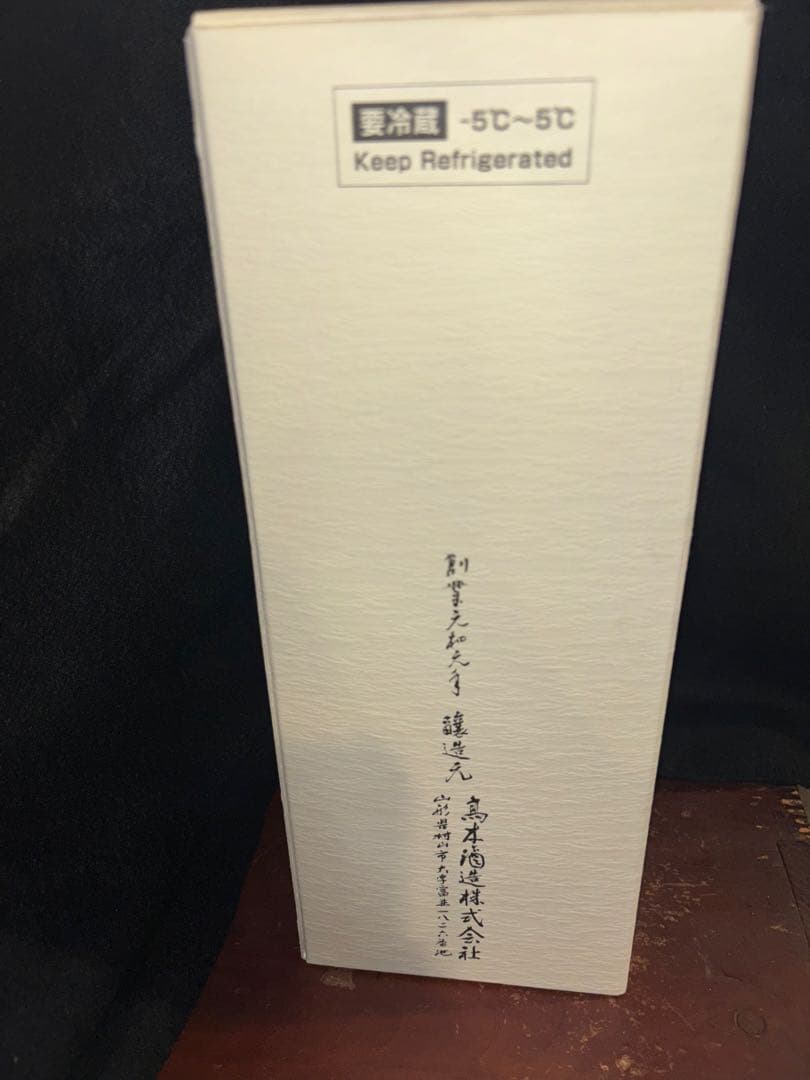 要冷蔵 -5℃～5℃
Keep Refrigerated
創業元和元年 醸造元
高木酒造株式会社
山形県村山市大字富並一八二六番地